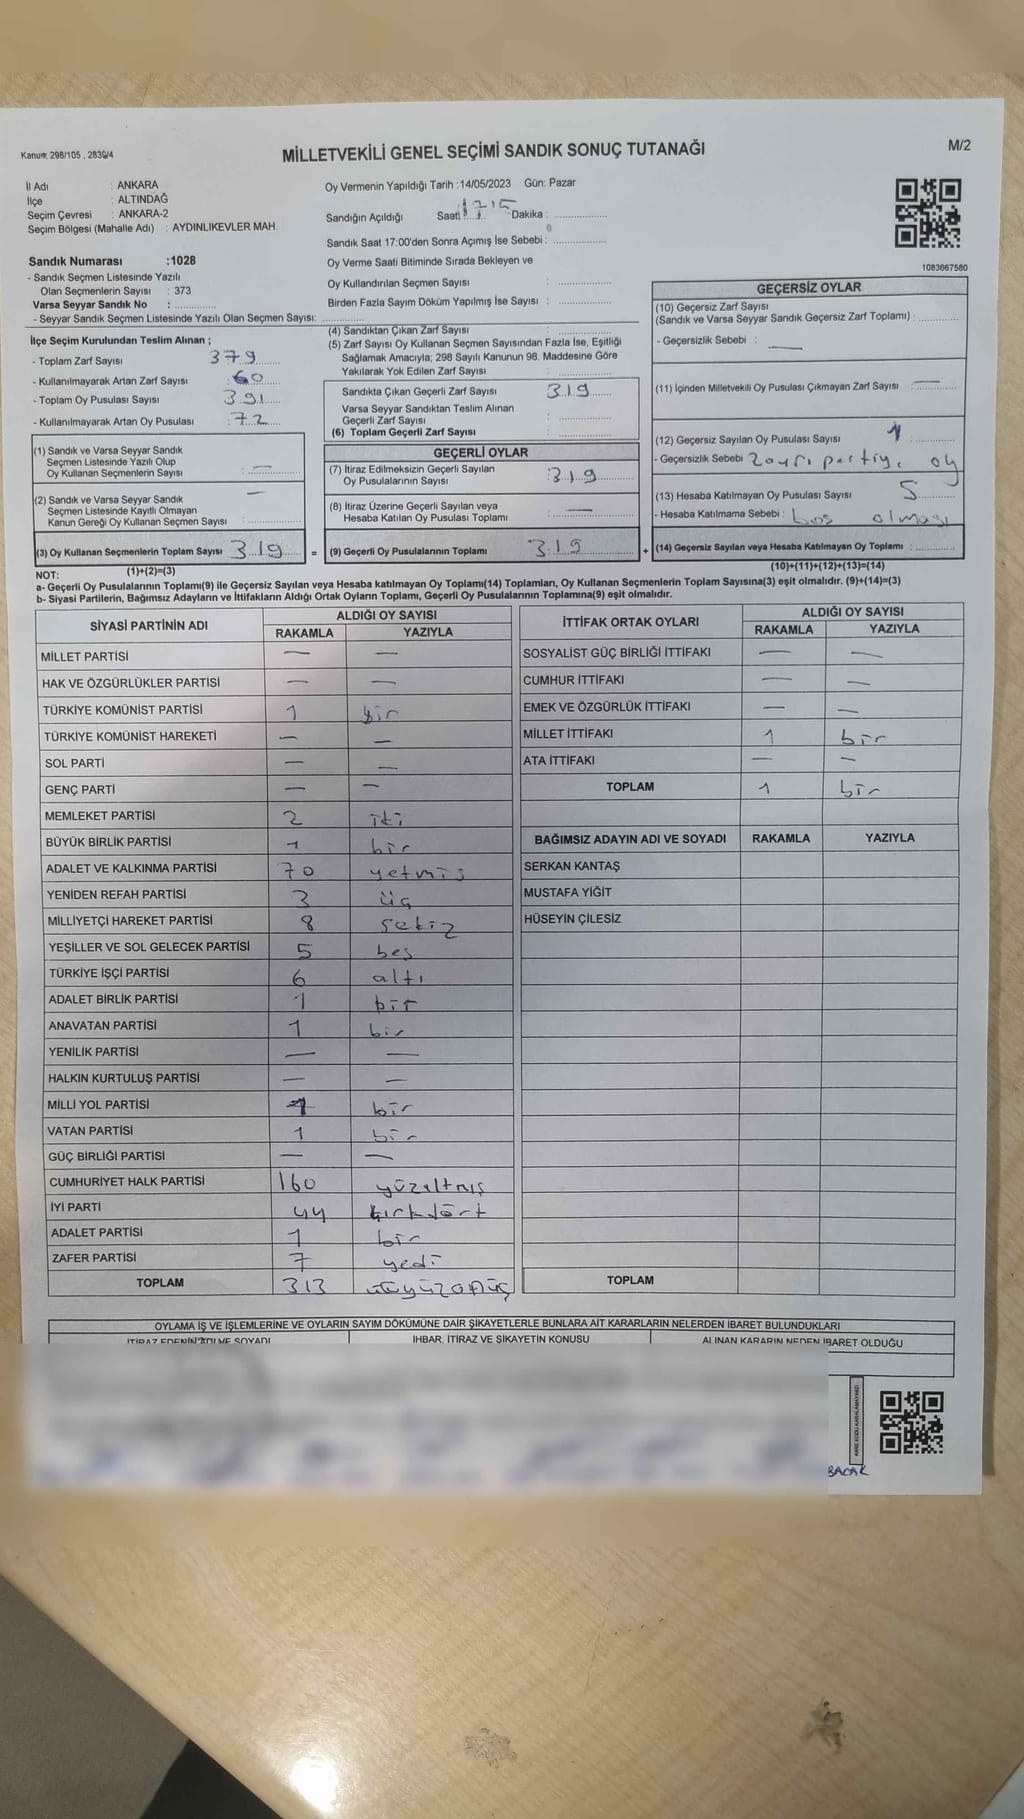 Kanun, 298/105 , 2839/4
MİLLETVEKİLİ GENEL SEÇİMİ SANDIK SONUÇ TUTANAĞI
M/2
İl Adı : ANKARA
İlçe : ALTINDAĞ
Seçim Çevresi : ANKARA-2
Seçim Bölgesi (Mahalle Adı) : AYDINLIKEVLER MAH.
Sandık Numarası :1028
- Sandık Seçmen Listesinde Yazılı
Olan Seçmenlerin Sayısı : 373
Varsa Seyyar Sandık No :
- Seyyar Sandık Seçmen Listesinde Yazılı Olan Seçmen Sayısı:
Oy Vermenin Yapıldığı Tarih :14/05/2023 Gün: Pazar
Sandığın Açıldığı Saati 17 15 Dakika :
Sandık Saat 17:00'den Sonra Açımış İse Sebebi :
Oy Verme Saati Bitiminde Sırada Bekleyen ve
Oy Kullandırılan Seçmen Sayısı :
Birden Fazla Sayım Döküm Yapılmış İse Sayısı :
1083667580
İlçe Seçim Kurulundan Teslim Alınan ;
- Toplam Zarf Sayısı 379
- Kullanılmayarak Artan Zarf Sayısı : 60
- Toplam Oy Pusulası Sayısı : 391
- Kullanılmayarak Artan Oy Pusulası : 72
(1) Sandık ve Varsa Seyyar Sandık
Seçmen Listesinde Yazılı Olup
Oy Kullanan Seçmenlerin Sayısı : —
(2) Sandık ve Varsa Seyyar Sandık —
Seçmen Listesinde Kayıtlı Olmayan
Kanun Gereği Oy Kullanan Seçmen Sayısı :
(3) Oy Kullanan Seçmenlerin Toplam Sayısı 319 =
(1)+(2)=(3)
(4) Sandıktan Çıkan Zarf Sayısı :
(5) Zarf Sayısı Oy Kullanan Seçmen Sayısından Fazla İse, Eşitliği
Sağlamak Amacıyla; 298 Sayılı Kanunun 98. Maddesine Göre
Yakılarak Yok Edilen Zarf Sayısı :
Sandıkta Çıkan Geçerli Zarf Sayısı 319
Varsa Seyyar Sandıktan Teslim Alınan
Geçerli Zarf Sayısı :
(6) Toplam Geçerli Zarf Sayısı :
GEÇERLİ OYLAR
(7) İtiraz Edilmeksizin Geçerli Sayılan
Oy Pusulalarının Sayısı : 319
(8) İtiraz Üzerine Geçerli Sayılan veya
Hesaba Katılan Oy Pusulası Toplamı : —
(9) Geçerli Oy Pusulalarının Toplamı 319 +
GEÇERSİZ OYLAR
(10) Geçersiz Zarf Sayısı
(Sandık ve Varsa Seyyar Sandık Geçersiz Zarf Toplamı) :
- Geçersizlik Sebebi : —
(11) İçinden Milletvekili Oy Pusulası Çıkmayan Zarf Sayısı : —
(12) Geçersiz Sayılan Oy Pusulası Sayısı 1
- Geçersizlik Sebebi partiye oy
(13) Hesaba Katılmayan Oy Pusulası Sayısı 5
- Hesaba Katılmama Sebebi : boş olması
(14) Geçersiz Sayılan veya Hesaba Katılmayan Oy Toplamı :
(10)+(11)+(12)+(13)=(14)
NOT:
a- Geçerli Oy Pusulalarının Toplamı(9) ile Geçersiz Sayılan veya Hesaba katılmayan Oy Toplamı(14) Toplamları, Oy Kullanan Seçmenlerin Toplam Sayısına(3) eşit olmalıdır. (9)+(14)=(3)
b- Siyasi Partilerin, Bağımsız Adayların ve İttifakların Aldığı Ortak Oyların Toplamı, Geçerli Oy Pusulalarının Toplamına(9) eşit olmalıdır.
SİYASİ PARTİNİN ADI ALDIĞI OY SAYISI
RAKAMLA YAZIYLA
MİLLET PARTİSİ — —
HAK VE ÖZGÜRLÜKLER PARTİSİ — —
TÜRKİYE KOMÜNİST PARTİSİ 1 bir
TÜRKİYE KOMÜNİST HAREKETİ — —
SOL PARTİ — —
GENÇ PARTİ — —
MEMLEKET PARTİSİ 2 iki
BÜYÜK BİRLİK PARTİSİ 1 bir
ADALET VE KALKINMA PARTİSİ 70 yetmiş
YENİDEN REFAH PARTİSİ 3 üç
MİLLİYETÇİ HAREKET PARTİSİ 8 sekiz
YEŞİLLER VE SOL GELECEK PARTİSİ 5 beş
TÜRKİYE İŞÇİ PARTİSİ 6 altı
ADALET BİRLİK PARTİSİ 1 bir
ANAVATAN PARTİSİ 1 bir
YENİLİK PARTİSİ — —
HALKIN KURTULUŞ PARTİSİ — —
MİLLİ YOL PARTİSİ 1 bir
VATAN PARTİSİ 1 bir
GÜÇ BİRLİĞİ PARTİSİ — —
CUMHURİYET HALK PARTİSİ 160 yüzaltmış
İYİ PARTİ 44 kırkdört
ADALET PARTİSİ 1 bir
ZAFER PARTİSİ 7 yedi
TOPLAM 313 üçyüzonüç
İTTİFAK ORTAK OYLARI ALDIĞI OY SAYISI
RAKAMLA YAZIYLA
SOSYALİST GÜÇ BİRLİĞİ İTTİFAKI — —
CUMHUR İTTİFAKI — —
EMEK VE ÖZGÜRLÜK İTTİFAKI — —
MİLLET İTTİFAKI 1 bir
ATA İTTİFAKI — —
TOPLAM 1 bir
BAĞIMSIZ ADAYIN ADI VE SOYADI RAKAMLA YAZIYLA
SERKAN KANTAŞ
MUSTAFA YİĞİT
HÜSEYİN ÇİLESİZ
TOPLAM
OYLAMA İŞ VE İŞLEMLERİNE VE OYLARIN SAYIM DÖKÜMÜNE DAİR ŞİKAYETLERLE BUNLARA AİT KARARLARIN NELERDEN İBARET BULUNDUKLARI
İTİRAZ EDENİN ADI VE SOYADI İHBAR, İTİRAZ VE ŞİKAYETİN KONUSU ALINAN KARARIN NEDEN İBARET OLDUĞU
BACAK